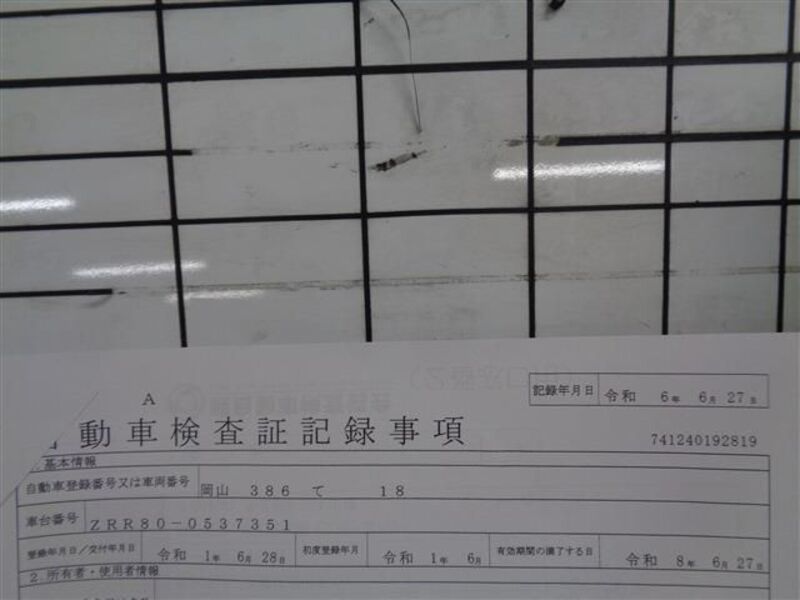 記録年月日 令和 6年 6月 27日
A
動車検査証記録事項
741240192819
基本情報
自動車登録番号又は車両番号 岡山 386 て 18
車台番号 ZRR80-0537351
登録年月日/交付年月日 令和 1年 6月 28日 初度登録年月 令和 1年 6月 有効期間の満了する日 令和 8年 6月 27日
2.所有者・使用者情報